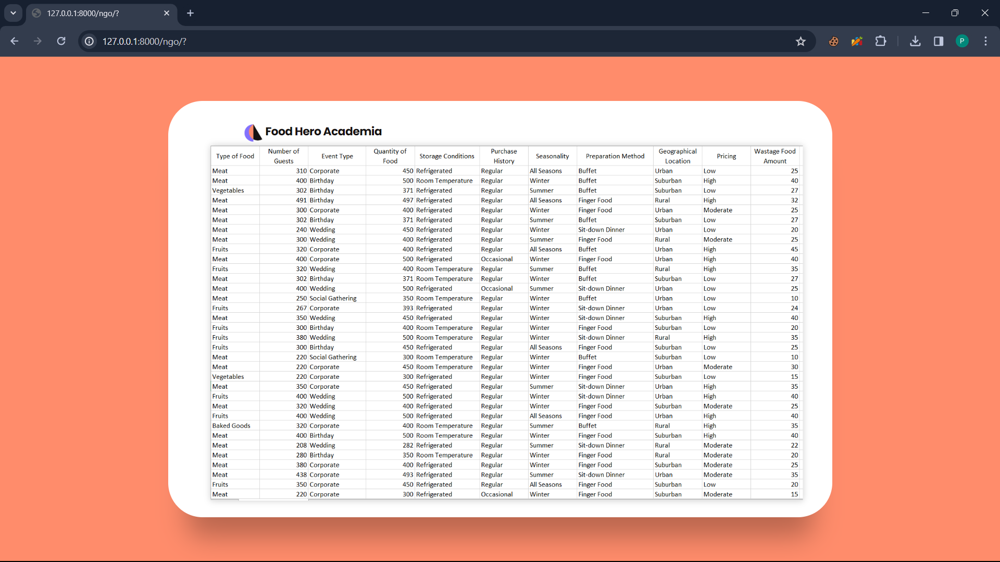 127.0.0.1:8000/ngo/?
127.0.0.1:8000/ngo/?
P
Food Hero Academia
Type of Food Number of Guests Event Type Quantity of Food Storage Conditions Purchase History Seasonality Preparation Method Geographical Location Pricing Wastage Food Amount
Meat 310 Corporate 450 Refrigerated Regular All Seasons Buffet Urban Low 25
Meat 400 Birthday 500 Room Temperature Regular Winter Buffet Suburban High 40
Vegetables 302 Birthday 371 Refrigerated Regular Summer Buffet Suburban Low 27
Meat 491 Birthday 497 Refrigerated Regular All Seasons Finger Food Rural High 32
Meat 300 Corporate 400 Refrigerated Regular Winter Finger Food Urban Moderate 25
Meat 302 Birthday 371 Refrigerated Regular Summer Buffet Suburban Low 27
Meat 240 Wedding 450 Refrigerated Regular Winter Sit-down Dinner Urban Low 20
Meat 300 Wedding 400 Refrigerated Regular Summer Finger Food Rural Moderate 25
Fruits 320 Corporate 400 Refrigerated Regular All Seasons Buffet Urban High 45
Meat 400 Corporate 500 Refrigerated Occasional Winter Finger Food Urban High 40
Fruits 320 Wedding 400 Room Temperature Regular Summer Buffet Rural High 35
Meat 302 Birthday 371 Room Temperature Regular Winter Buffet Suburban Low 27
Meat 400 Wedding 500 Refrigerated Occasional Summer Sit-down Dinner Urban Low 25
Meat 250 Social Gathering 350 Room Temperature Regular Winter Buffet Urban Low 10
Fruits 267 Corporate 393 Refrigerated Regular Winter Sit-down Dinner Urban Low 24
Meat 350 Wedding 450 Refrigerated Regular Winter Sit-down Dinner Suburban High 40
Fruits 300 Birthday 400 Room Temperature Regular Winter Finger Food Suburban Low 20
Fruits 380 Wedding 500 Room Temperature Regular Winter Sit-down Dinner Rural High 35
Fruits 300 Birthday 450 Refrigerated Regular All Seasons Finger Food Suburban Low 25
Meat 220 Social Gathering 300 Room Temperature Regular Winter Buffet Suburban Low 10
Meat 220 Corporate 450 Room Temperature Regular Winter Finger Food Urban Moderate 30
Vegetables 220 Corporate 300 Refrigerated Regular Winter Finger Food Suburban Low 15
Meat 350 Corporate 450 Refrigerated Regular Summer Sit-down Dinner Urban High 35
Fruits 400 Wedding 500 Refrigerated Regular Winter Sit-down Dinner Urban High 40
Meat 320 Wedding 400 Refrigerated Regular Winter Finger Food Suburban Moderate 25
Fruits 400 Wedding 500 Refrigerated Regular All Seasons Finger Food Urban High 40
Baked Goods 320 Corporate 400 Room Temperature Regular Summer Buffet Rural High 35
Meat 400 Birthday 500 Room Temperature Regular Winter Finger Food Suburban High 40
Meat 208 Wedding 282 Refrigerated Regular Summer Sit-down Dinner Rural Moderate 22
Meat 280 Birthday 350 Room Temperature Regular Winter Finger Food Rural Moderate 20
Meat 380 Corporate 400 Refrigerated Regular Winter Finger Food Suburban Moderate 25
Meat 438 Corporate 493 Refrigerated Regular Summer Sit-down Dinner Urban Moderate 35
Fruits 350 Corporate 450 Refrigerated Regular All Seasons Finger Food Suburban Low 20
Meat 220 Corporate 300 Refrigerated Occasional Winter Finger Food Suburban Moderate 15